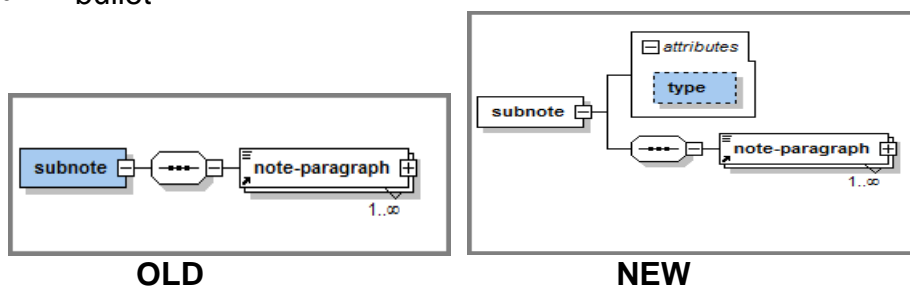 bullet
subnote
note-paragraph
1..∞
OLD
attributes
type
subnote
note-paragraph
1..∞
NEW